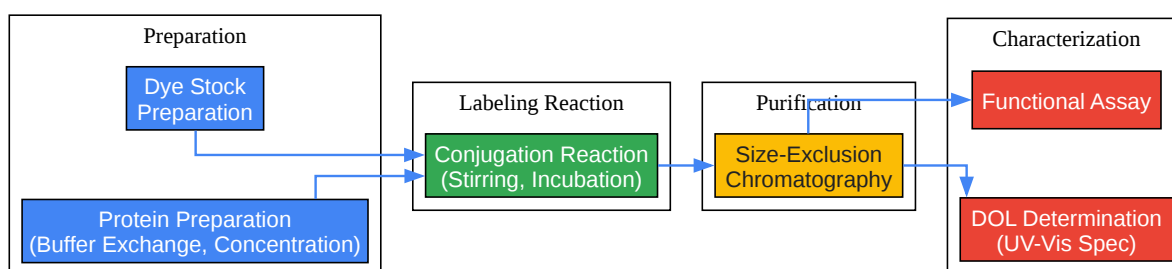 Preparation
Dye Stock
Preparation
Protein Preparation
(Buffer Exchange, Concentration)
Labeling Reaction
Conjugation Reaction
(Stirring, Incubation)
Purification
Size-Exclusion
Chromatography
Characterization
Functional Assay
DOL Determination
(UV-Vis Spec)